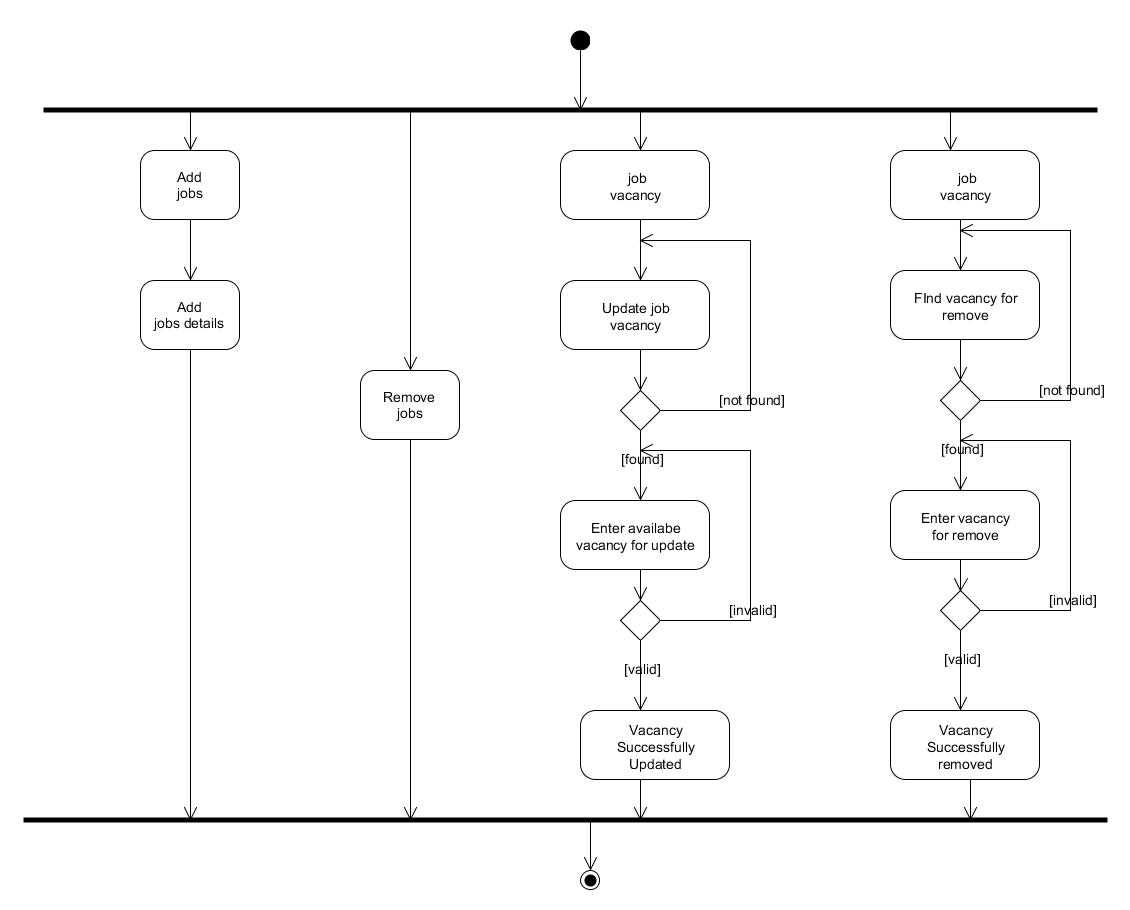 Add
jobs
Add
jobs details
Remove
jobs
job
vacancy
Update job
vacancy
[not found]
[found]
Enter availabe
vacancy for update
[invalid]
[valid]
Vacancy
Successfully
Updated
job
vacancy
FInd vacancy for
remove
[not found]
[found]
Enter vacancy
for remove
[invalid]
[valid]
Vacancy
Successfully
removed